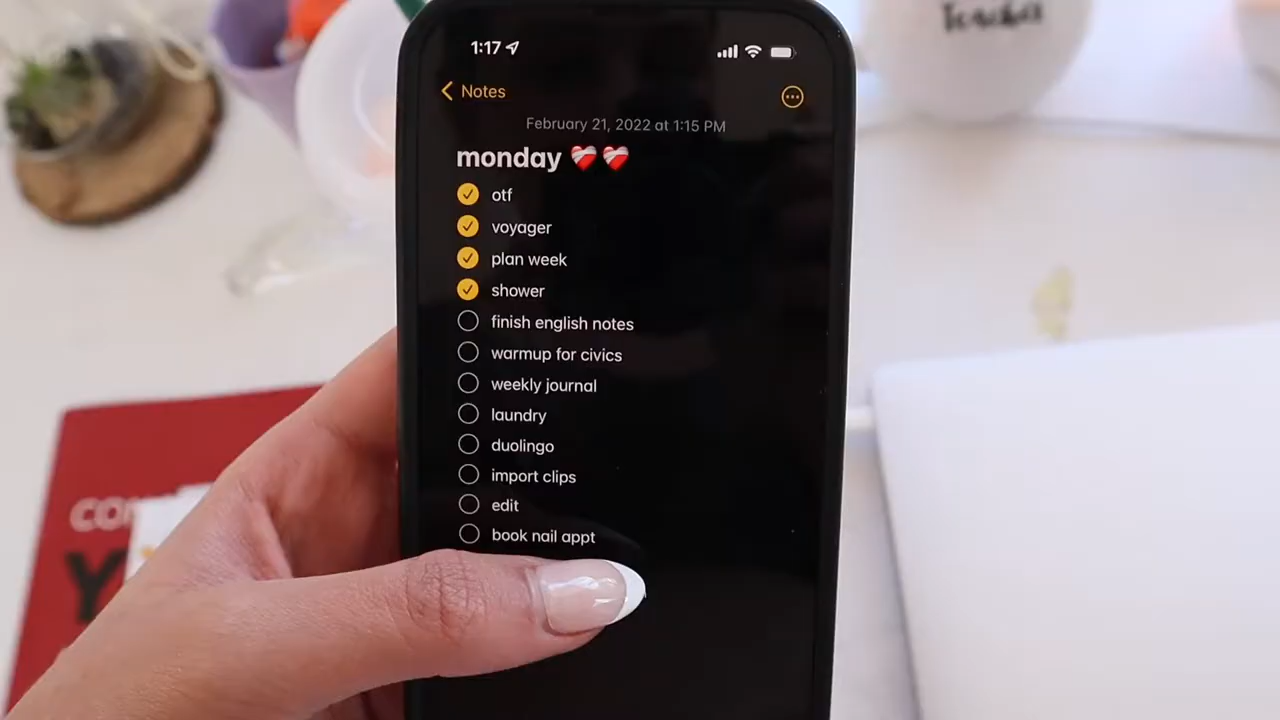 Teacher
1:17
Notes
February 21, 2022 at 1:15 PM
monday ❤️‍🩹❤️‍🩹
otf
voyager
plan week
shower
finish english notes
warmup for civics
weekly journal
laundry
duolingo
import clips
edit
book nail appt